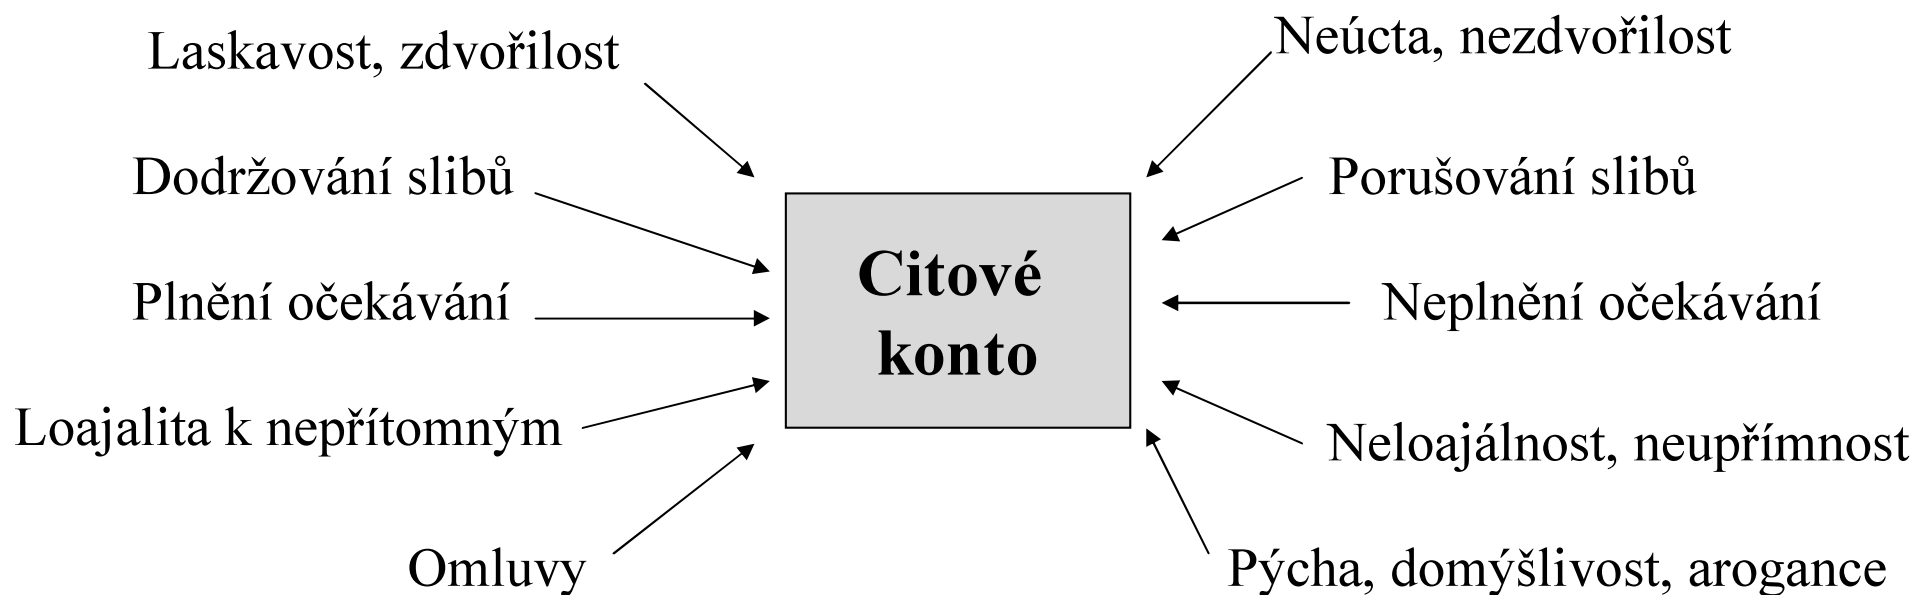 Laskavost, zdvořilost
Dodržování slibů
Plnění očekávání
Loajalita k nepřítomným
Omluvy
Citové
konto
Neúcta, nezdvořilost
Porušování slibů
Neplnění očekávání
Neloajálnost, neupřímnost
Pýcha, domýšlivost, arogance